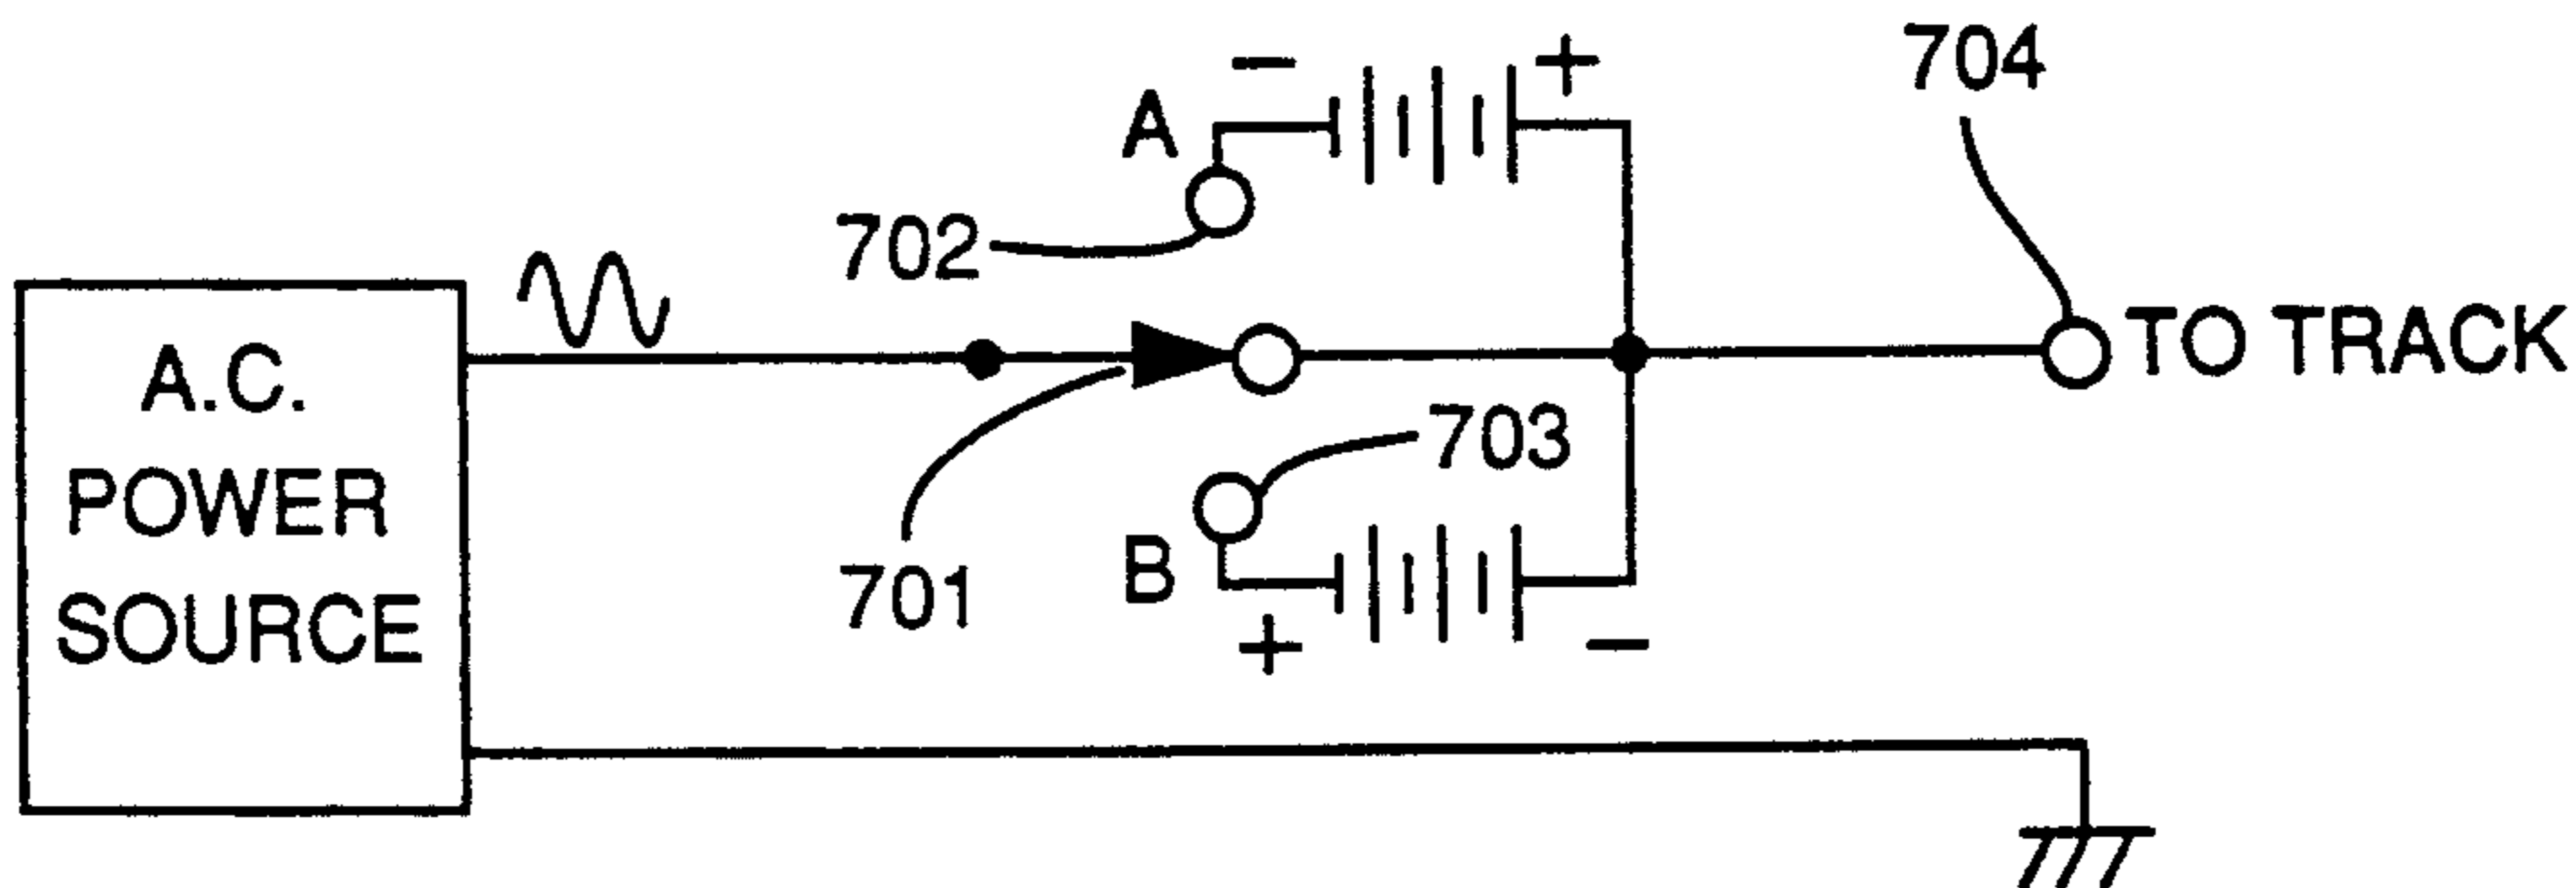 704
− +
A
702
A.C.
POWER
SOURCE
TO TRACK
703
701
B
+ −